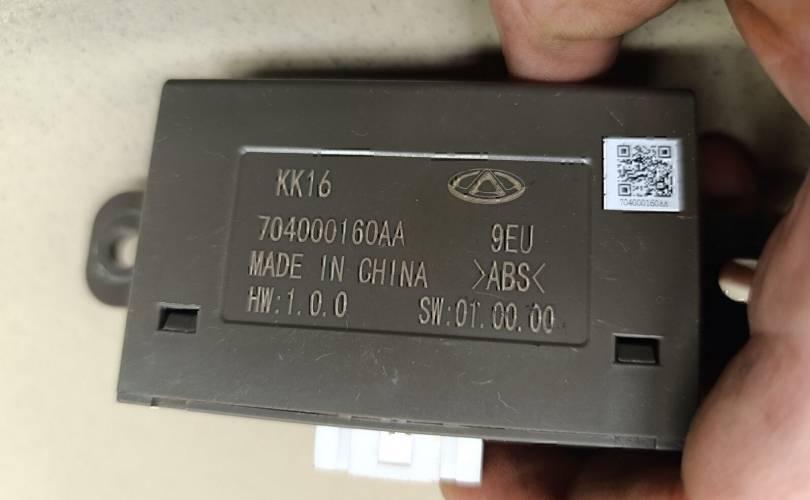 KK16
704000160AA 9EU
MADE IN CHINA >ABS<
HW:1.0.0 SW:01.00.00
704000160AA